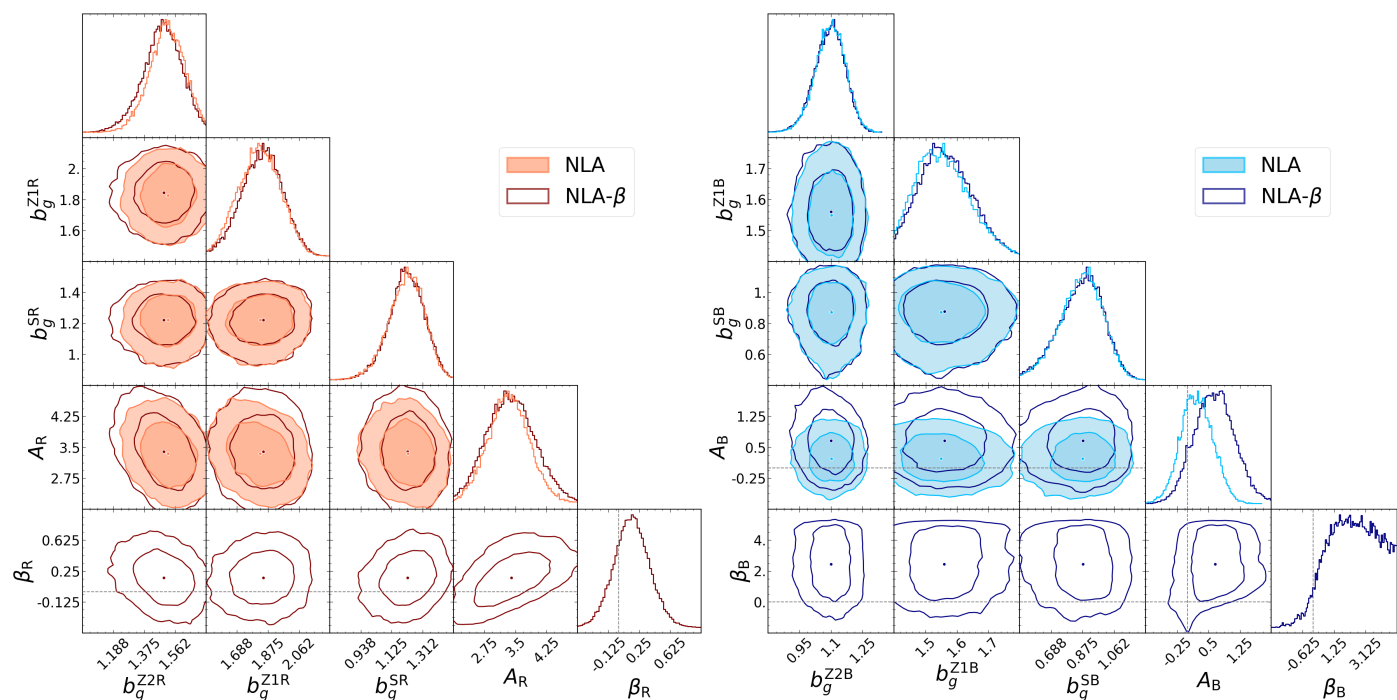 NLA
NLA-β
b_g^{Z1R}
2.
1.8
1.6
b_g^{SR}
1.4
1.2
1.
A_R
4.25
3.5
2.75
β_R
0.625
0.25
-0.125
1.188 1.375 1.562
1.688 1.875 2.062
0.938 1.125 1.312
2.75 3.5 4.25
-0.125 0.25 0.625
b_g^{Z2R} b_g^{Z1R} b_g^{SR} A_R β_R
NLA
NLA-β
b_g^{Z1B}
1.7
1.6
1.5
b_g^{SB}
1.
0.8
0.6
A_B
1.25
0.5
-0.25
β_B
4.
2.
0.
0.95 1.1 1.25
1.5 1.6 1.7
0.688 0.875 1.062
-0.25 0.5 1.25
-0.625 1.25 3.125
b_g^{Z2B} b_g^{Z1B} b_g^{SB} A_B β_B